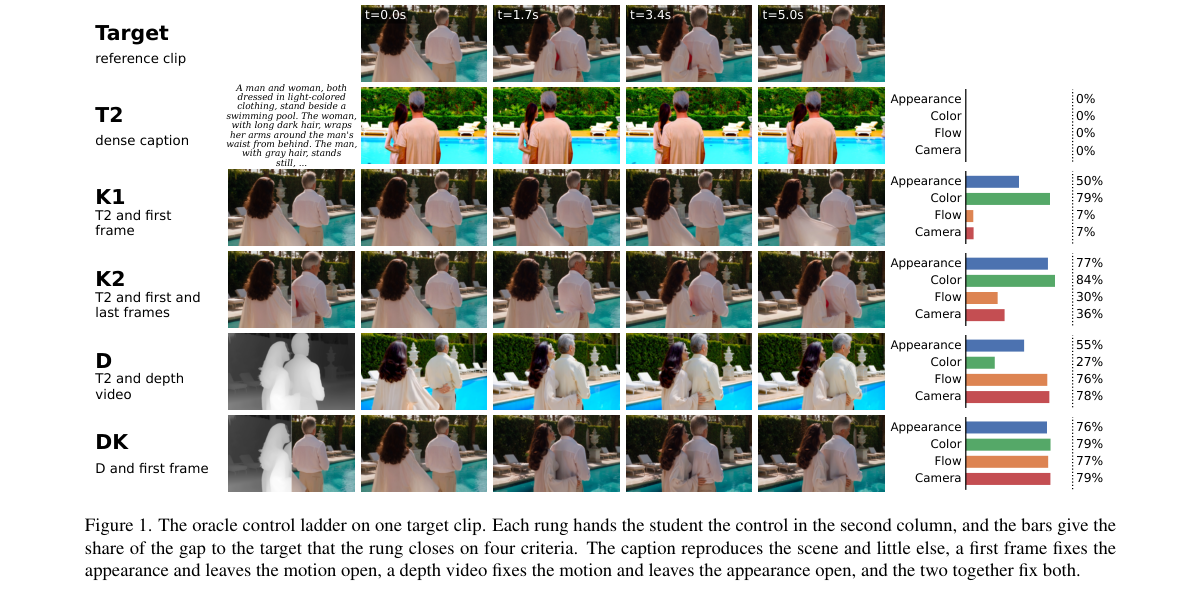 Target
reference clip
t=0.0s
t=1.7s
t=3.4s
t=5.0s
T2
dense caption
A man and woman, both
dressed in light-colored
clothing, stand beside a
swimming pool. The woman,
with long dark hair, wraps
her arms around the man's
waist from behind. The man,
with gray hair, stands
still, ...
Appearance 0%
Color 0%
Flow 0%
Camera 0%
K1
T2 and first
frame
Appearance 50%
Color 79%
Flow 7%
Camera 7%
K2
T2 and first and
last frames
Appearance 77%
Color 84%
Flow 30%
Camera 36%
D
T2 and depth
video
Appearance 55%
Color 27%
Flow 76%
Camera 78%
DK
D and first frame
Appearance 76%
Color 79%
Flow 77%
Camera 79%
Figure 1. The oracle control ladder on one target clip. Each rung hands the student the control in the second column, and the bars give the
share of the gap to the target that the rung closes on four criteria. The caption reproduces the scene and little else, a first frame fixes the
appearance and leaves the motion open, a depth video fixes the motion and leaves the appearance open, and the two together fix both.